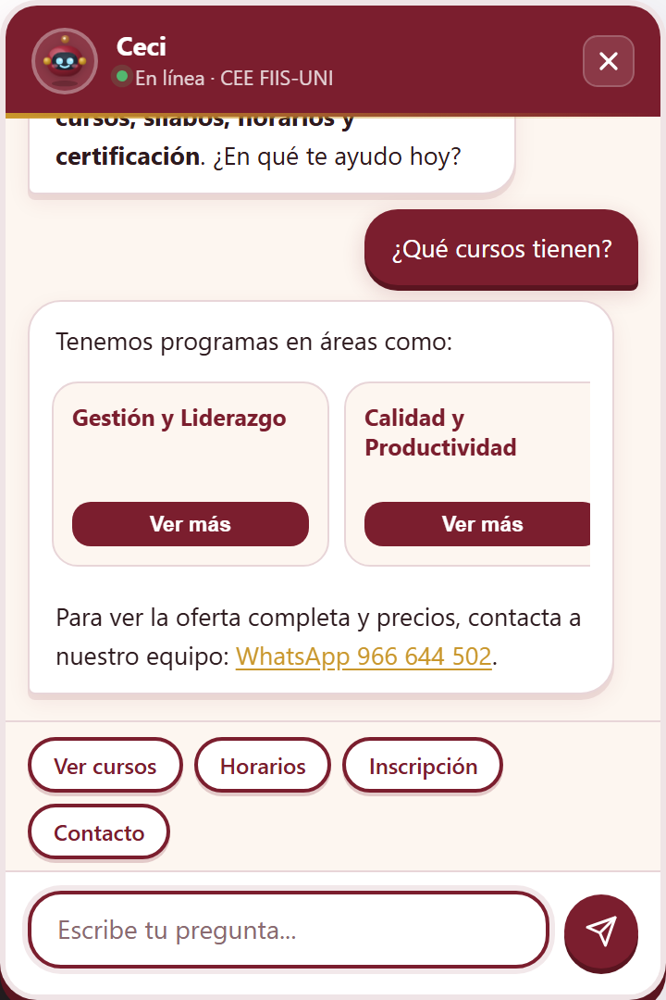 Ceci
En línea · CEE FIIS-UNI
cursos, sílabos, horarios y
certificación. ¿En qué te ayudo hoy?
¿Qué cursos tienen?
Tenemos programas en áreas como:
Gestión y Liderazgo
Ver más
Calidad y
Productividad
Ver más
Para ver la oferta completa y precios, contacta a
nuestro equipo: WhatsApp 966 644 502.
Ver cursos
Horarios
Inscripción
Contacto
Escribe tu pregunta...